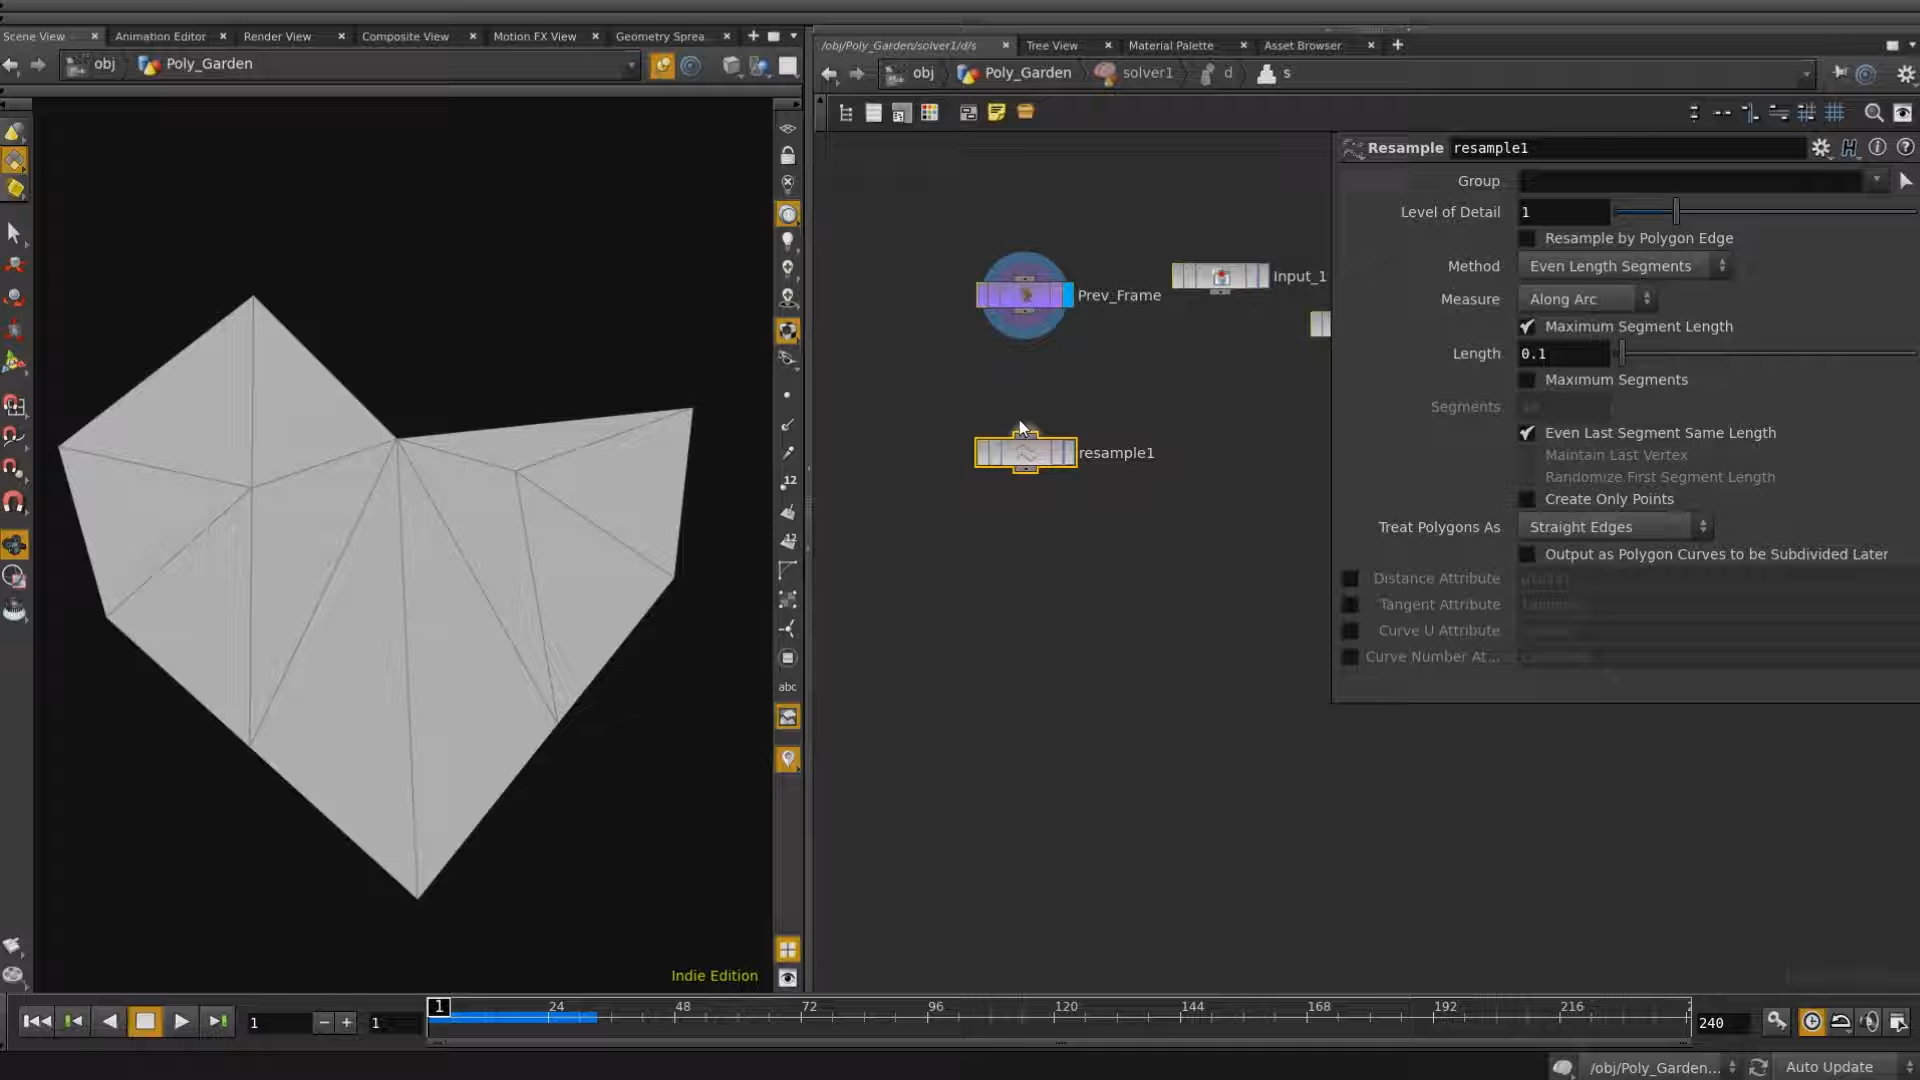 Scene View
Animation Editor
Render View
Composite View
Motion FX View
Geometry Sprea
/obj/Poly_Garden/solver1/d/s
Tree View
Material Palette
Asset Browser
obj
Poly_Garden
obj
Poly_Garden
solver1
d
s
Resample
resample1
Group
Level of Detail
1
Resample by Polygon Edge
Method
Even Length Segments
Measure
Along Arc
Maximum Segment Length
Length
0.1
Maximum Segments
Segments
Even Last Segment Same Length
Maintain Last Vertex
Randomize First Segment Length
Create Only Points
Treat Polygons As
Straight Edges
Output as Polygon Curves to be Subdivided Later
Distance Attribute
Tangent Attribute
Curve U Attribute
Curve Number At...
Prev_Frame
Input_1
resample1
12
12
abc
Indie Edition
1
1
1
24
48
72
96
120
144
168
192
216
240
/obj/Poly_Garden...
Auto Update